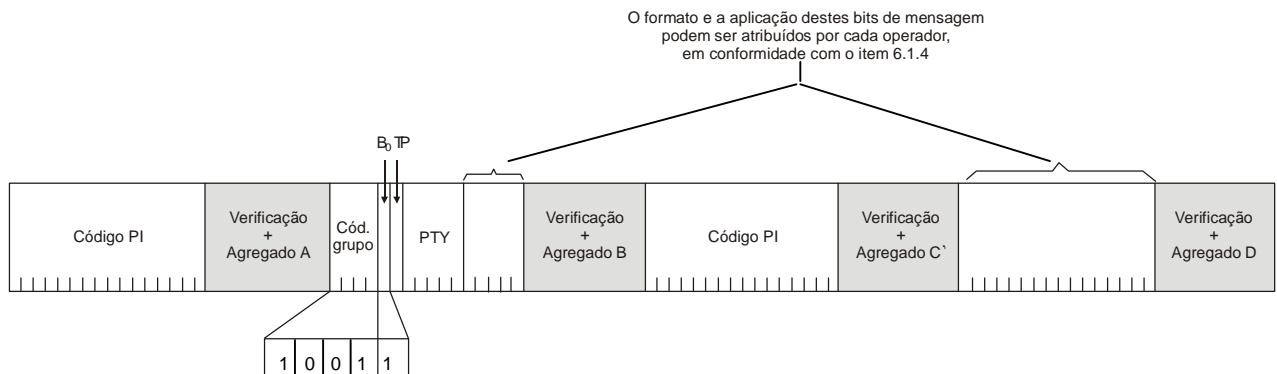 O formato e a aplicação destes bits de mensagem
podem ser atribuídos por cada operador,
em conformidade com o item 6.1.4
B₀ TP
Código PI
Verificação
+
Agregado A
Cód.
grupo
PTY
Verificação
+
Agregado B
Código PI
Verificação
+
Agregado C`
Verificação
+
Agregado D
1 0 0 1 1